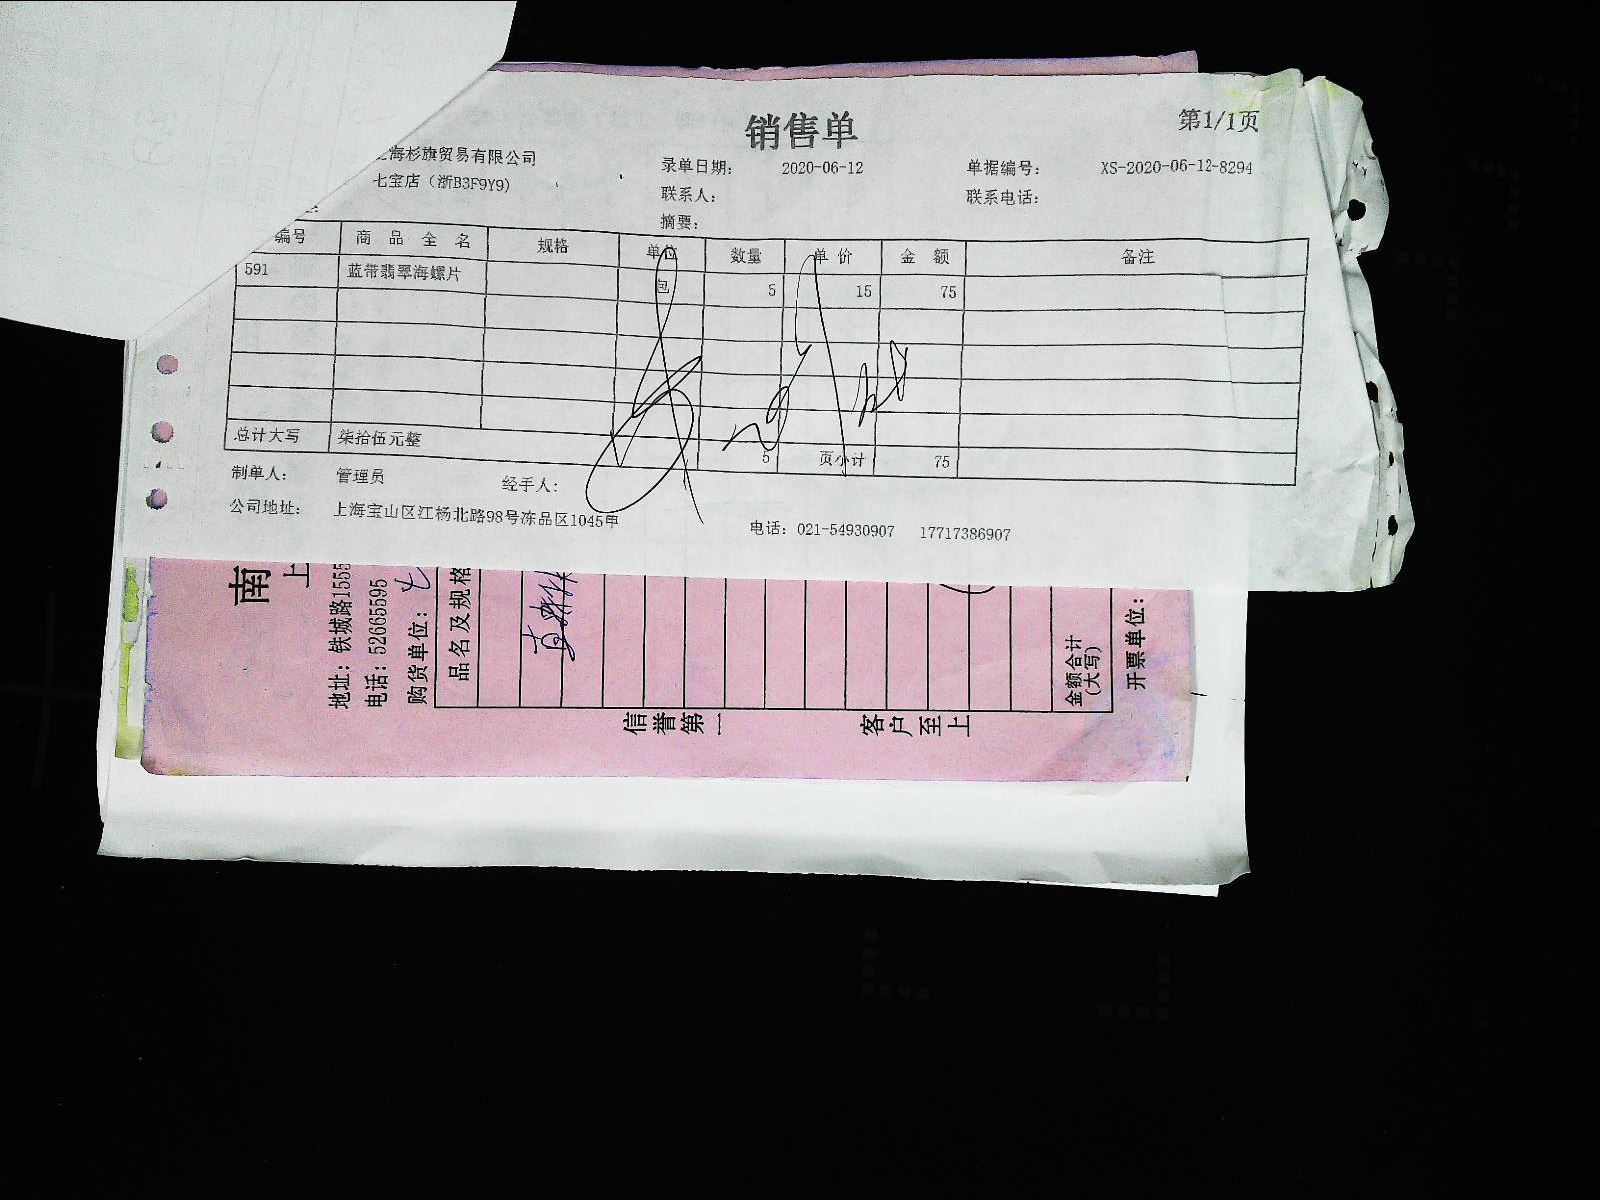 销售单
第1/1页
上海杉旗贸易有限公司
录单日期： 2020-06-12
单据编号： XS-2020-06-12-8294
七宝店（浙B3F9Y9）
联系人：
联系电话：
摘要：
编号 商品全名 规格 单位 数量 单价 金额 备注
591 蓝带翡翠海螺片 包 5 15 75
总计大写 柒拾伍元整 5 页小计 75
制单人： 管理员 经手人：
公司地址： 上海宝山区江杨北路98号冻品区1045甲
电话：021-54930907 17717386907
南
上
地址：铁城路1555
电话：52665595
购货单位：七
品名及规格
金额合计
(大写)
开票单位：
信誉第一
客户至上